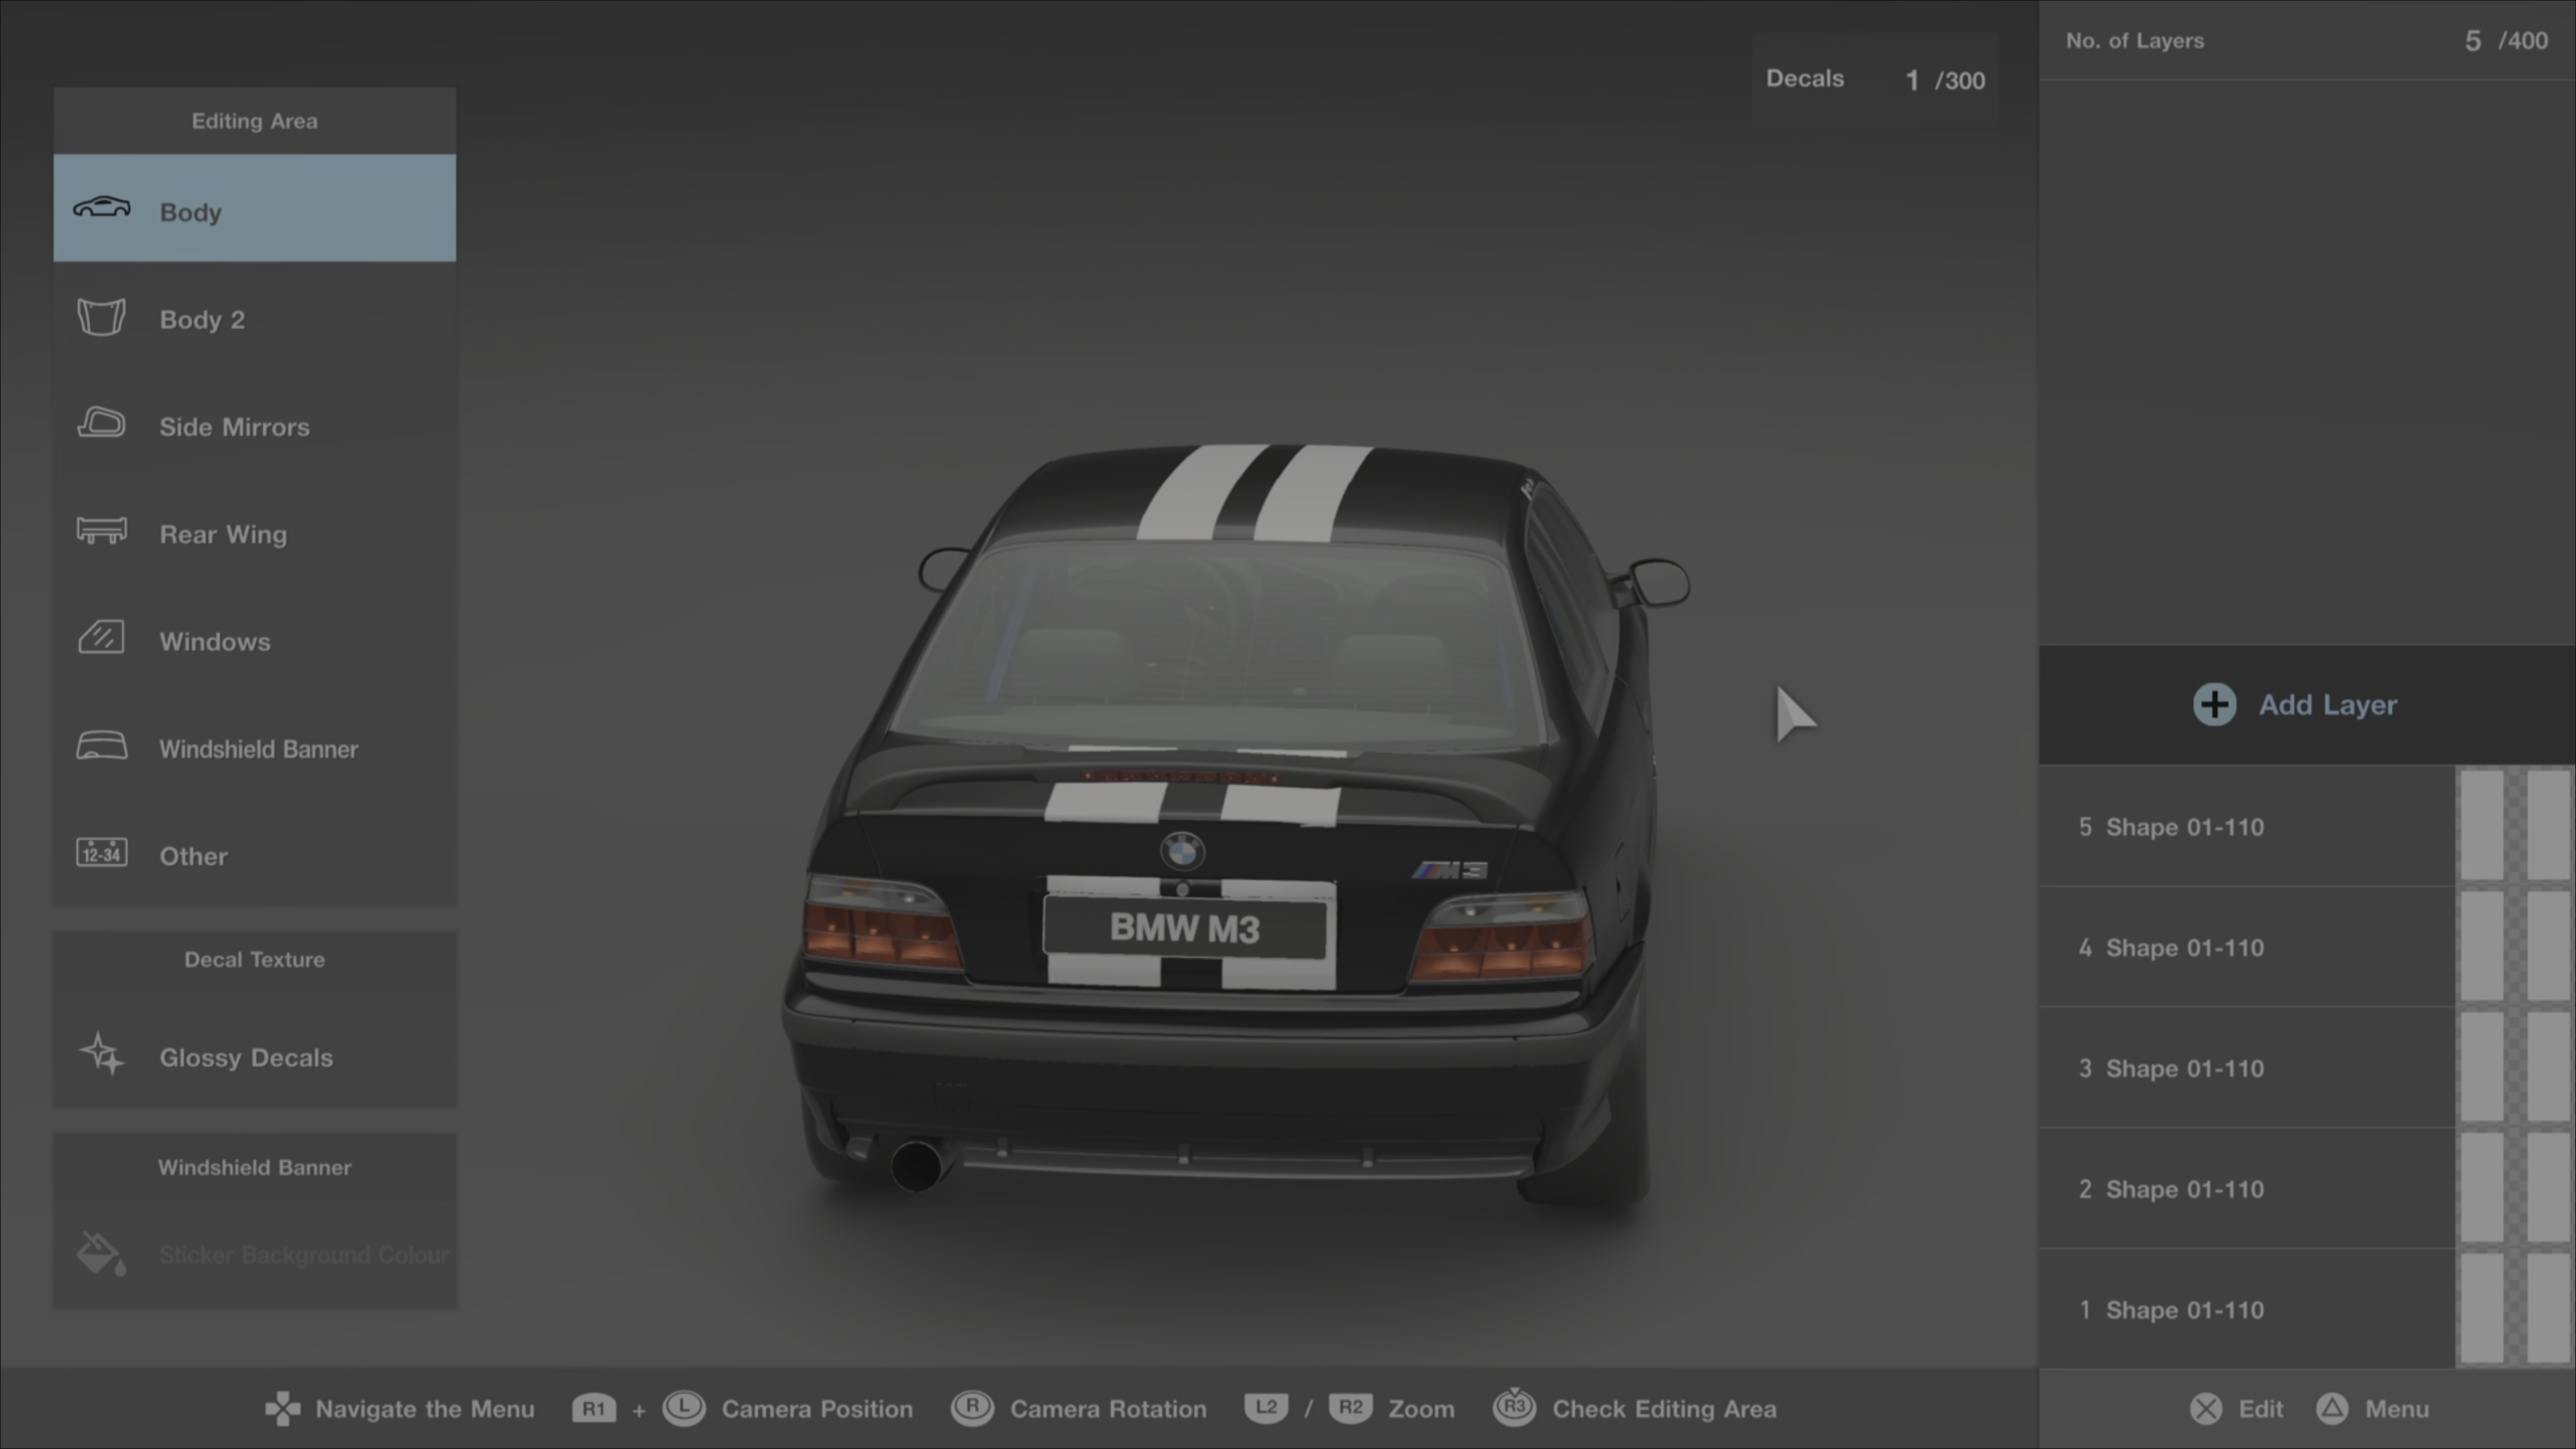 No. of Layers 5 /400
Decals 1 /300
Editing Area
Body
Body 2
Side Mirrors
Rear Wing
Windows
Windshield Banner
12-34 Other
Decal Texture
Glossy Decals
Windshield Banner
Sticker Background Colour
M3
BMW M3
Add Layer
5 Shape 01-110
4 Shape 01-110
3 Shape 01-110
2 Shape 01-110
1 Shape 01-110
Navigate the Menu R1 + L Camera Position R Camera Rotation L2 / R2 Zoom R3 Check Editing Area
Edit Menu